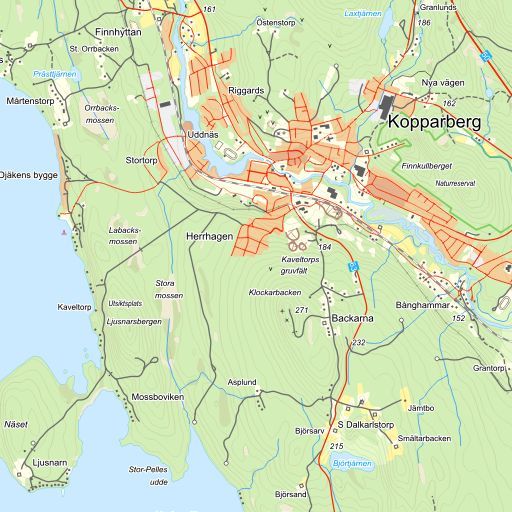 161
Östenstorp
Laxtjärnen
Granlunds
186
Finnhyttan
St. Orrbacken
Prästtjärnen
Riggards
Nya vägen
Mårtenstorp
Orrbacks-
mossen
162
Kopparberg
Uddnäs
Stortorp
Finnkullberget
Naturreservat
Djäkens bygge
Labacks-
mossen
Herrhagen
184
Kaveltorps
gruvfält
Stora
mossen
Klockarbacken
Kaveltorp
Utsiktsplats
Ljusnarsbergen
271
Backarna
Bånghammar
152
232
Grantorp
Asplund
Mossboviken
Näset
Jämtbo
Björsarv
S Dalkarlstorp
Smältarbacken
215
Ljusnarn
Stor-Pelles
udde
Björtjärnen
Björsand